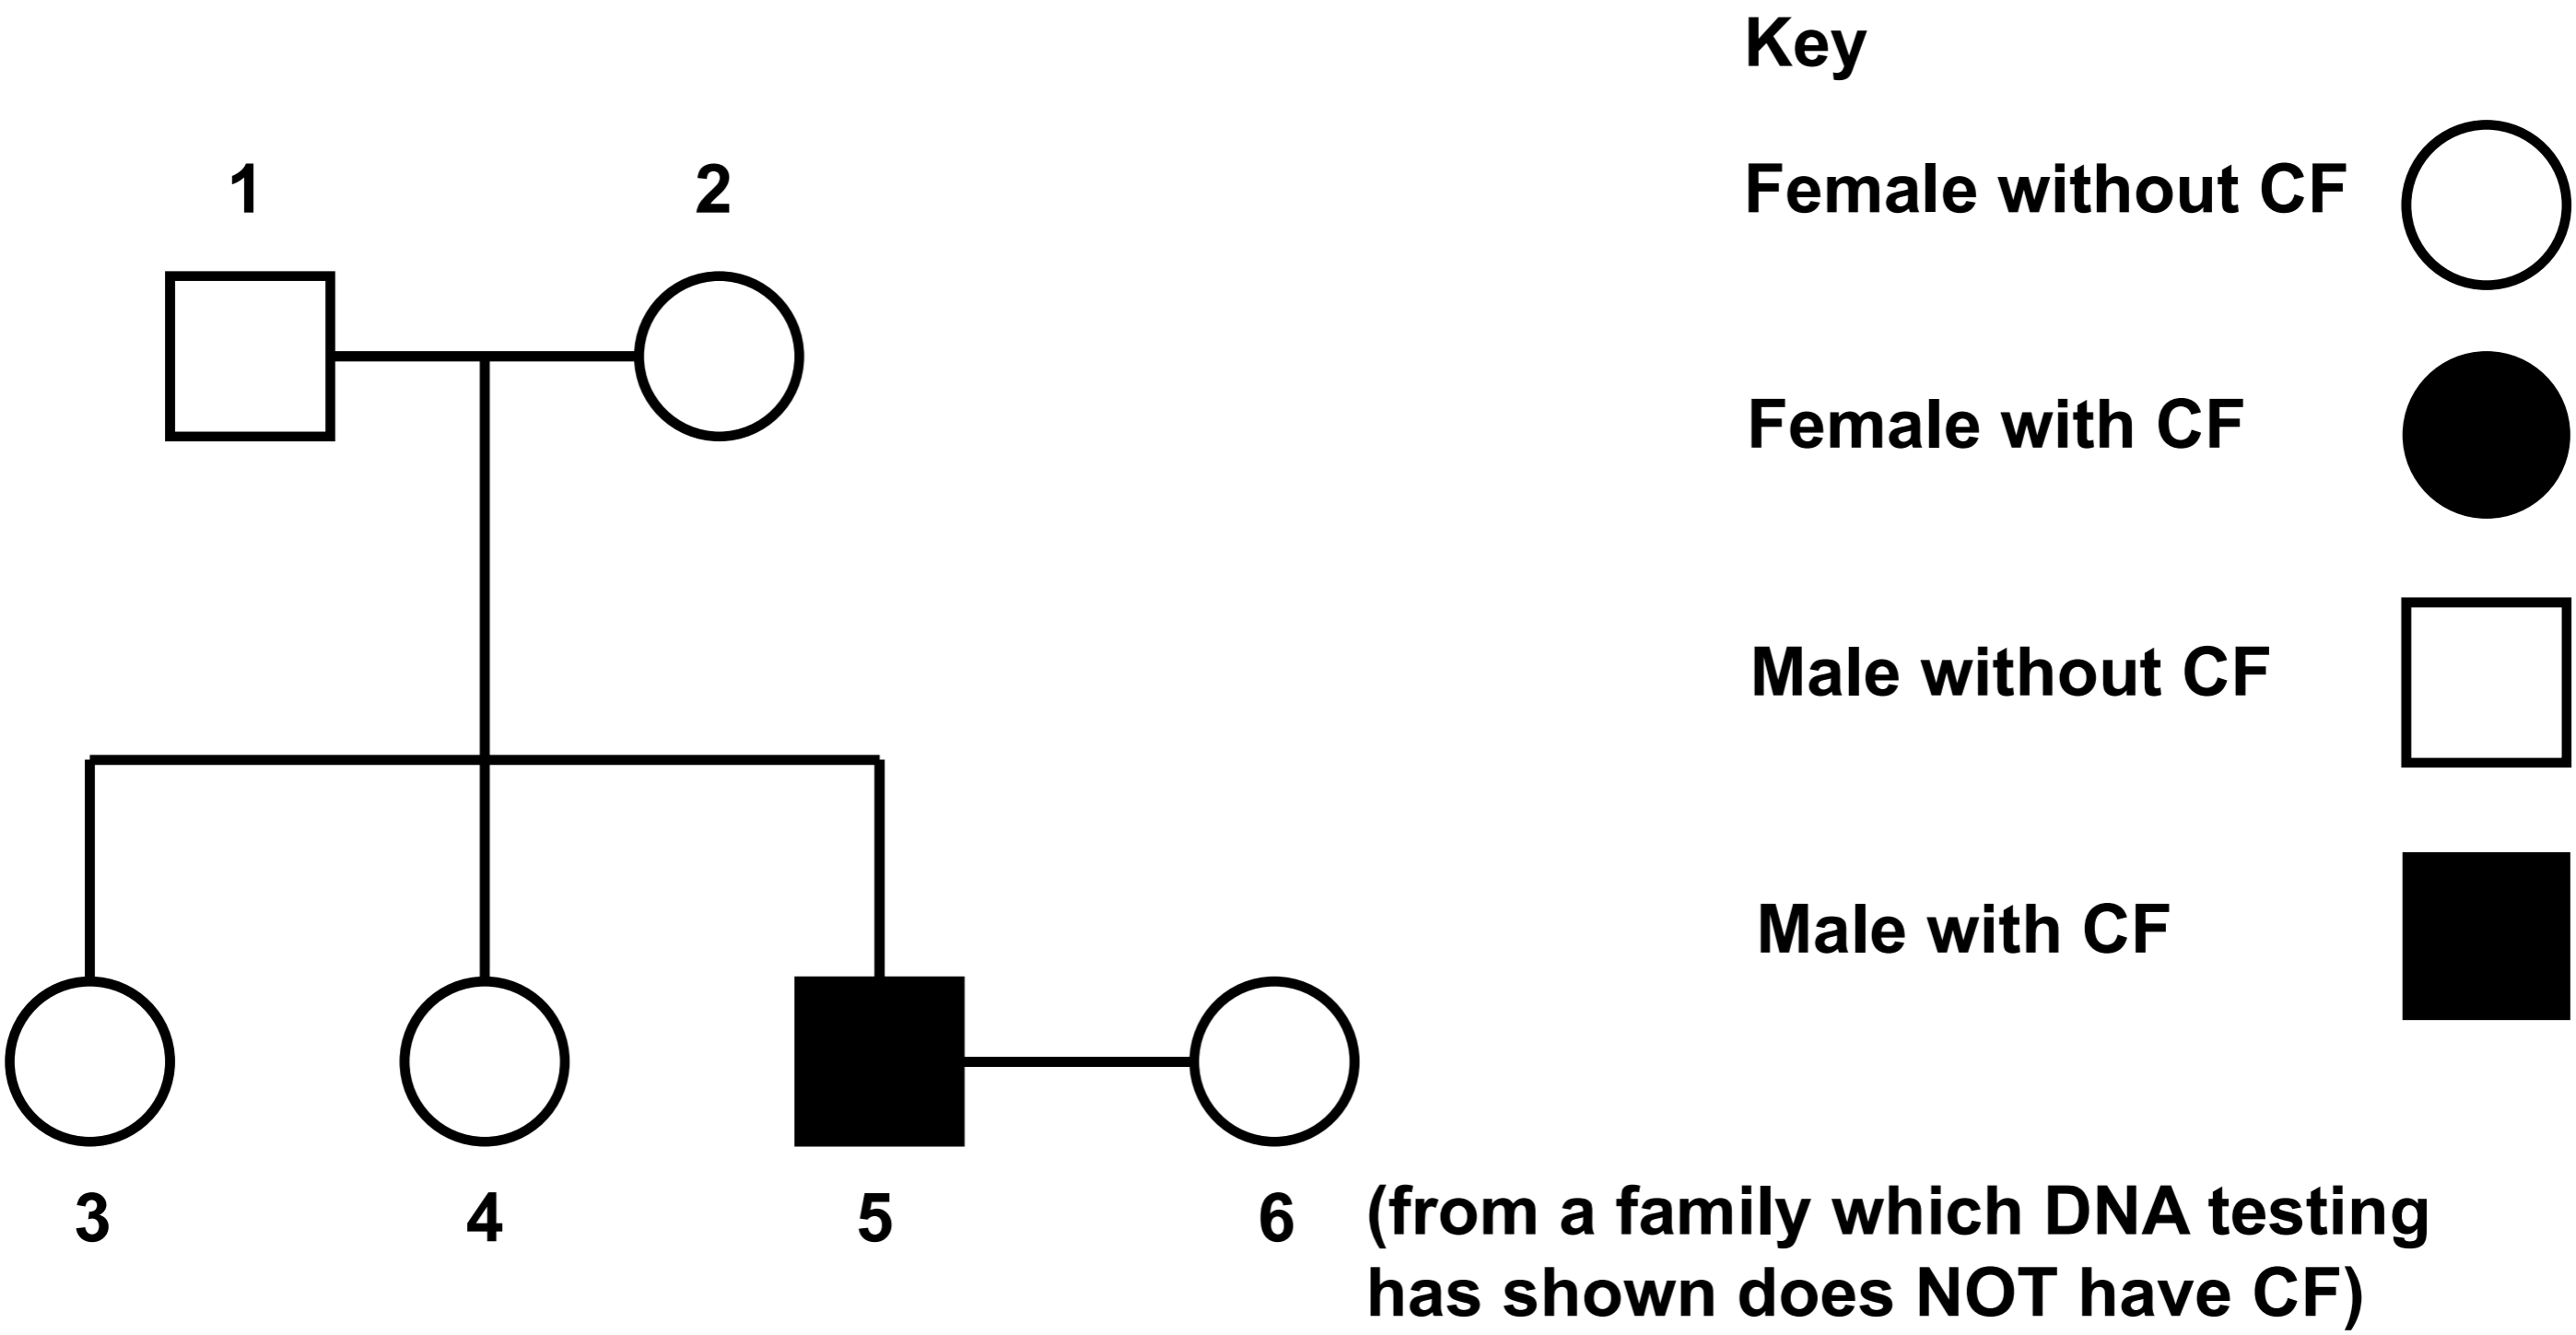 Key
1
2
Female without CF
Female with CF
Male without CF
Male with CF
3
4
5
6
(from a family which DNA testing
has shown does NOT have CF)